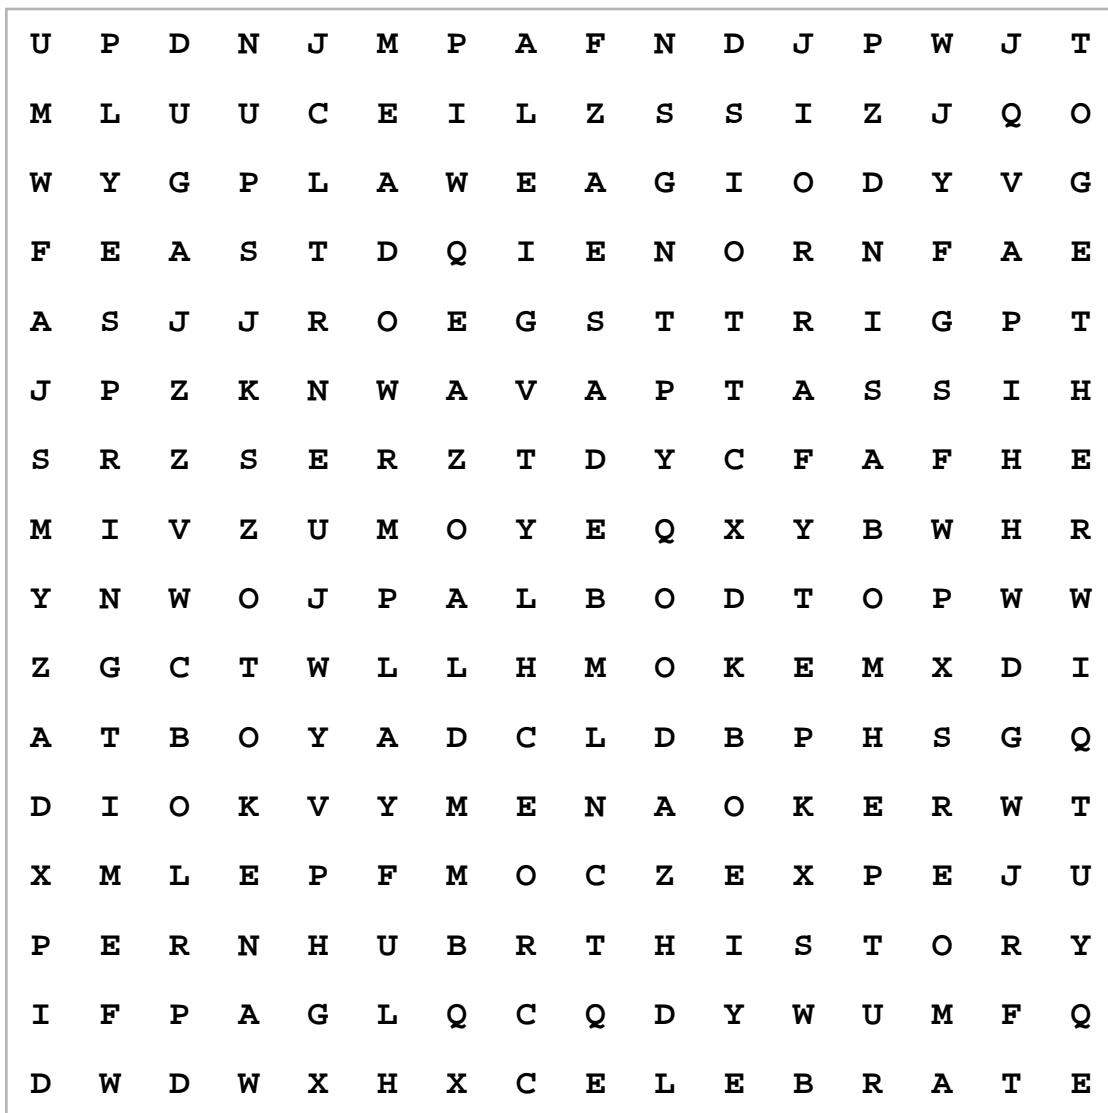 U P D N J M P A F N D J P W J T
M L U U C E I L Z S S I Z J Q O
W Y G P L A W E A G I O D Y V G
F E A S T D Q I E N O R N F A E
A S J J R O E G S T T R I G P T
J P Z K N W A V A P T A S S I H
S R Z S E R Z T D Y C F A F H E
M I V Z U M O Y E Q X Y B W H R
Y N W O J P A L B O D T O P W W
Z G C T W L L H M O K E M X D I
A T B O Y A D C L D B P H S G Q
D I O K V Y M E N A O K E R W T
X M L E P F M O C Z E X P E J U
P E R N H U B R T H I S T O R Y
I F P A G L Q C Q D Y W U M F Q
D W D W X H X C E L E B R A T E